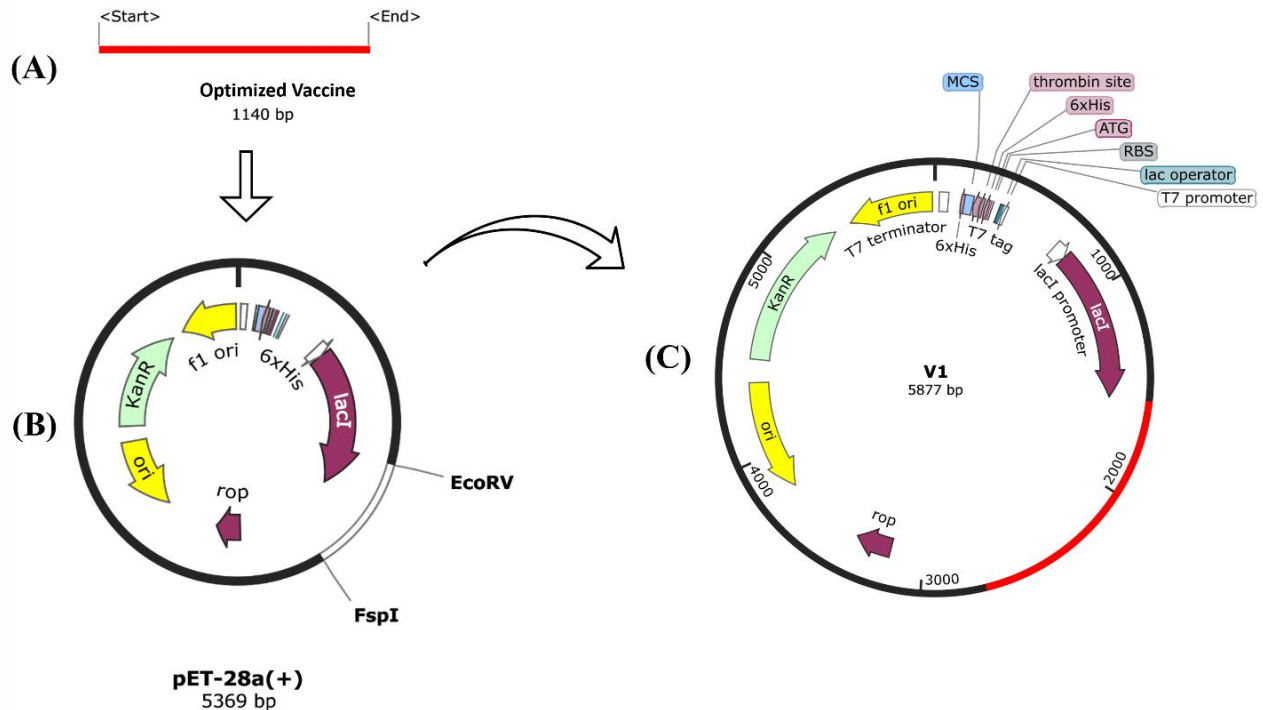 (A)
<Start>
<End>
Optimized Vaccine
1140 bp
(B)
f1 ori
6xHis
KanR
lacI
ori
rop
EcoRV
FspI
pET-28a(+)
5369 bp
(C)
MCS
thrombin site
6xHis
ATG
RBS
lac operator
T7 promoter
f1 ori
T7 terminator
6xHis
T7 tag
lacI promoter
lacI
KanR
ori
rop
1000
2000
3000
4000
5000
V1
5877 bp